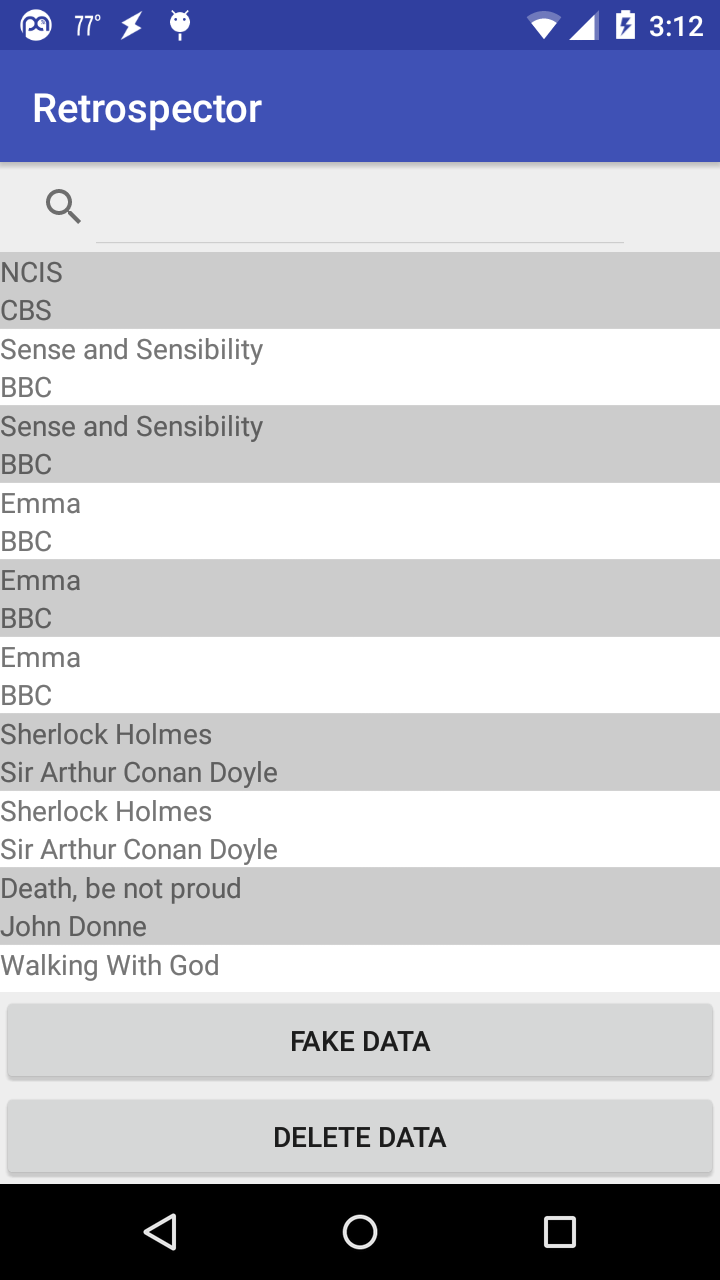 77°
3:12
Retrospector
NCIS
CBS
Sense and Sensibility
BBC
Sense and Sensibility
BBC
Emma
BBC
Emma
BBC
Emma
BBC
Sherlock Holmes
Sir Arthur Conan Doyle
Sherlock Holmes
Sir Arthur Conan Doyle
Death, be not proud
John Donne
Walking With God
FAKE DATA
DELETE DATA